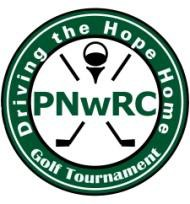 Driving the Hope Home
PNwRC
Golf Tournament